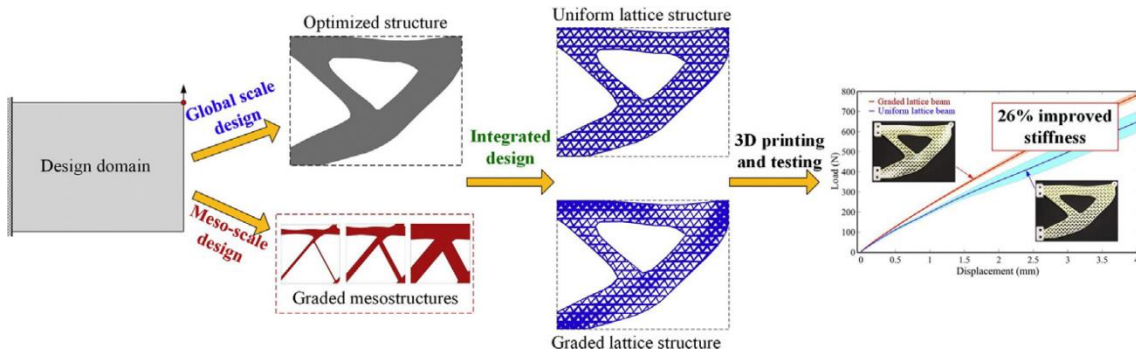 Design domain
Global scale
design
Meso-scale
design
Optimized structure
Graded mesostructures
Integrated
design
Uniform lattice structure
Graded lattice structure
3D printing
and testing
Load (N)
800
700
600
500
400
300
200
100
0
Graded lattice beam
Uniform lattice beam
26% improved
stiffness
0 0.5 1 1.5 2 2.5 3 3.5 4
Displacement (mm)